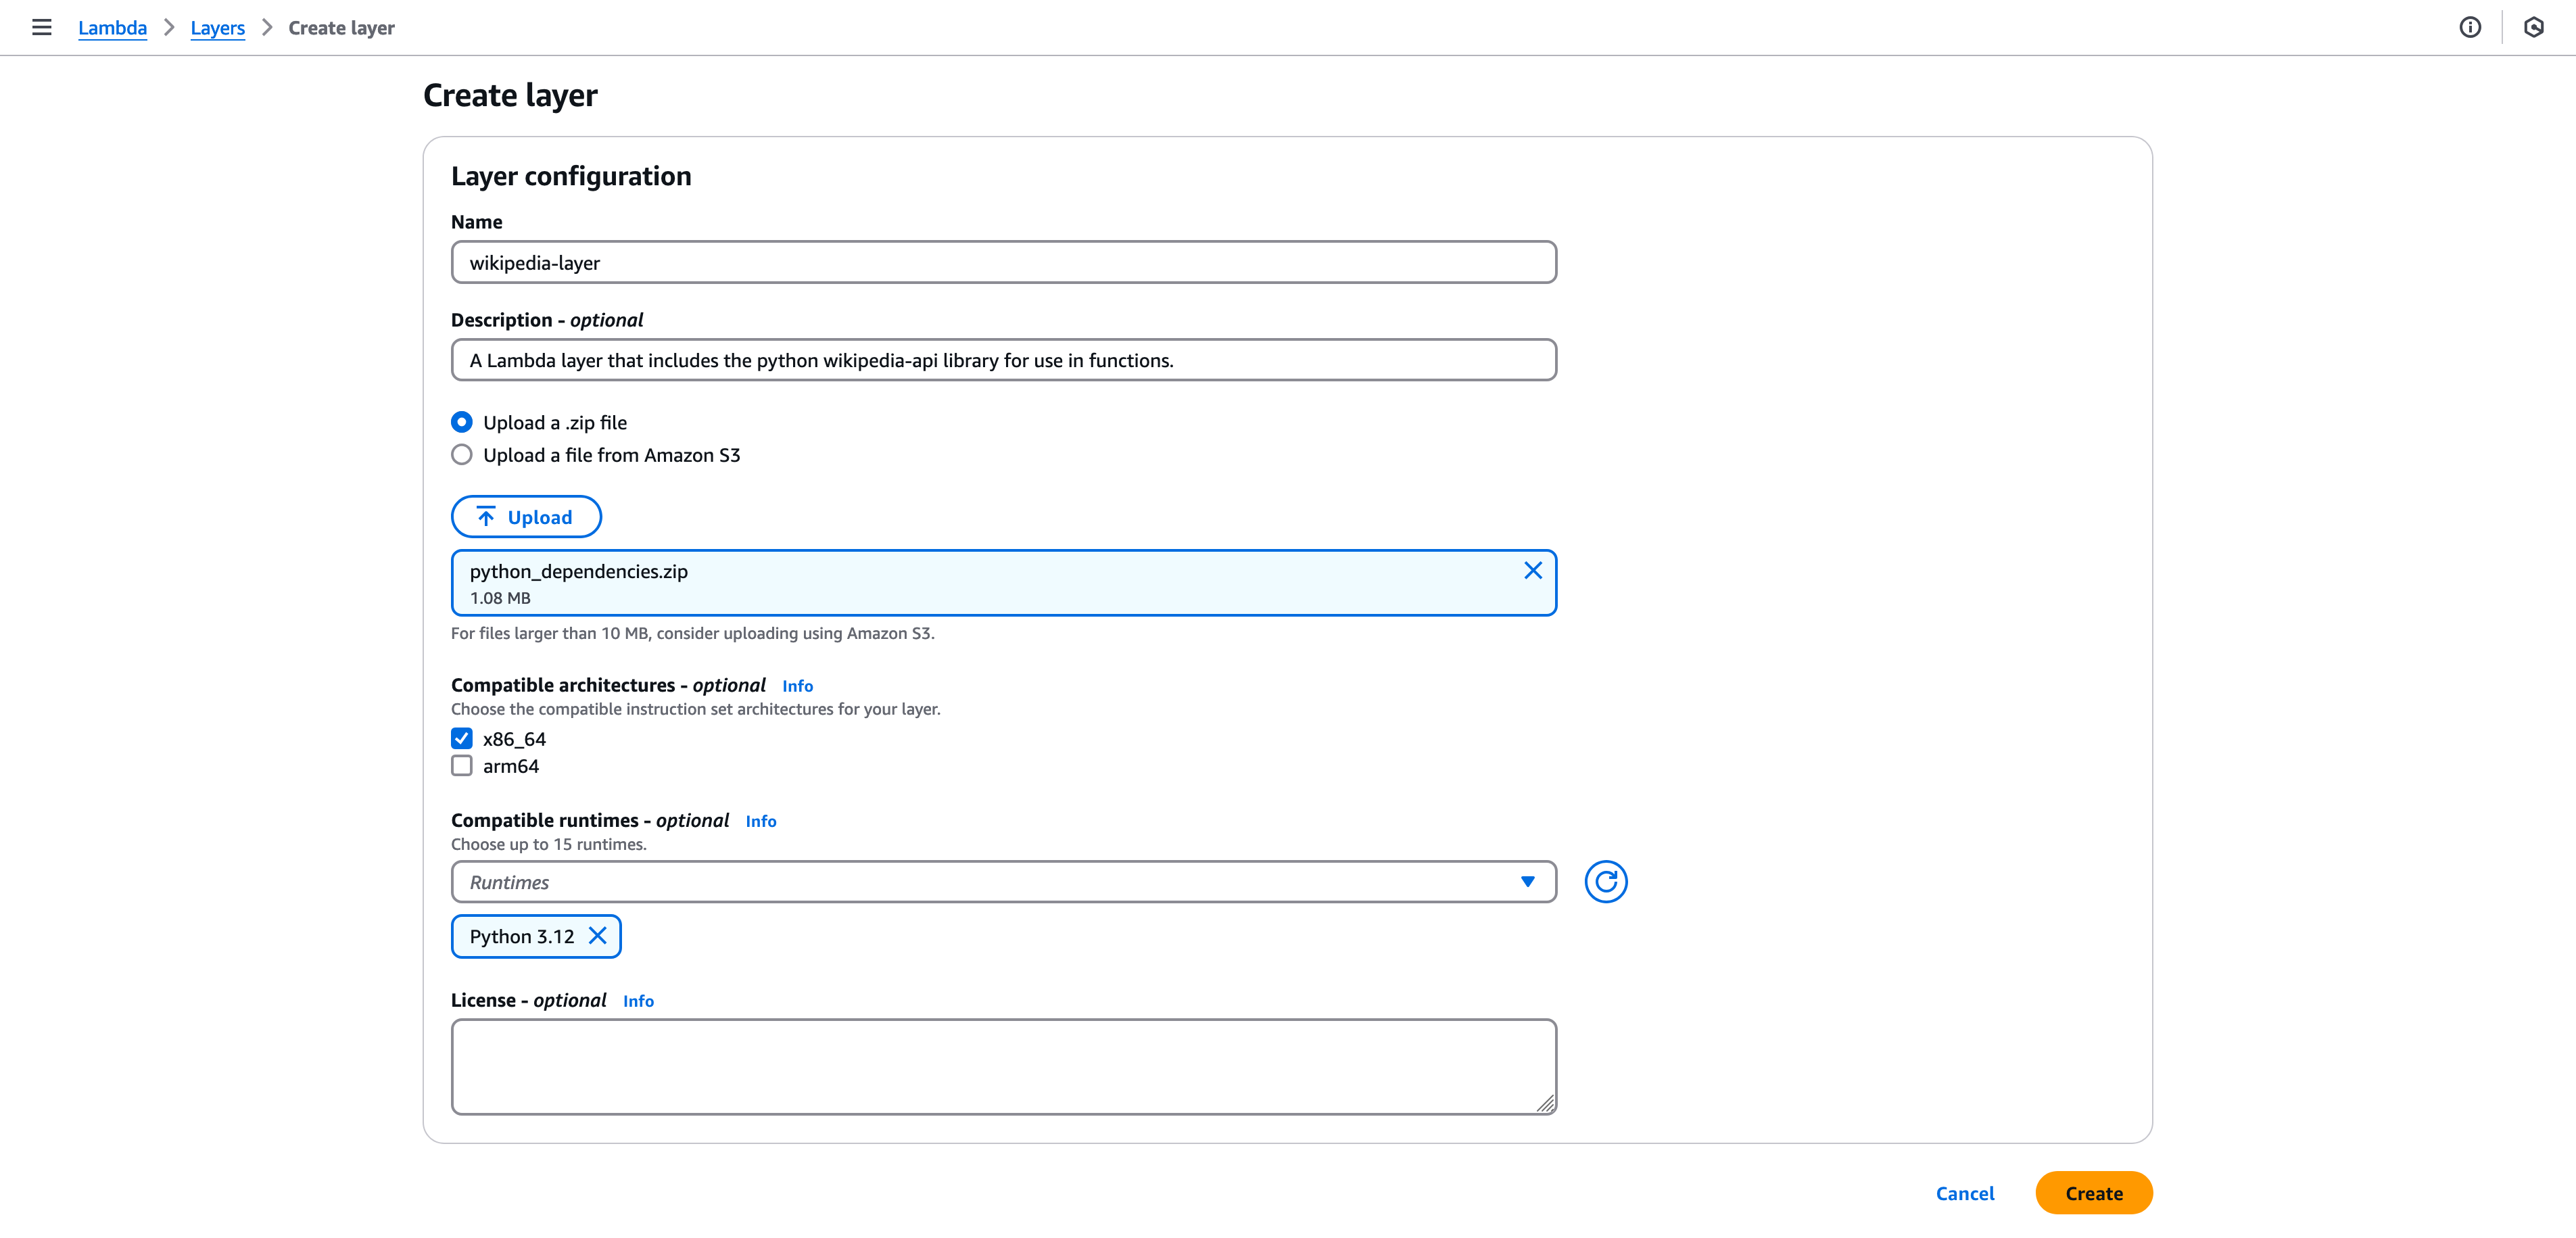 Lambda > Layers > Create layer
Create layer
Layer configuration
Name
wikipedia-layer
Description - optional
A Lambda layer that includes the python wikipedia-api library for use in functions.
Upload a .zip file
Upload a file from Amazon S3
Upload
python_dependencies.zip
1.08 MB
For files larger than 10 MB, consider uploading using Amazon S3.
Compatible architectures - optional Info
Choose the compatible instruction set architectures for your layer.
x86_64
arm64
Compatible runtimes - optional Info
Choose up to 15 runtimes.
Runtimes
Python 3.12
License - optional Info
Cancel Create